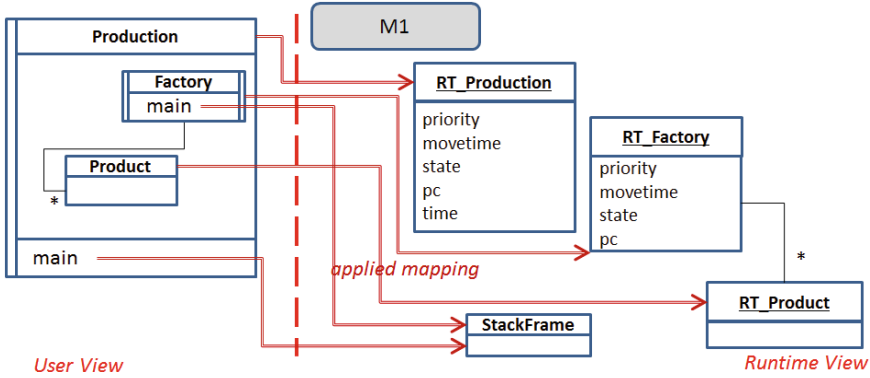 Production
M1
Factory
main
Product
*
main
User View
applied mapping
RT_Production
priority
movetime
state
pc
time
RT_Factory
priority
movetime
state
pc
*
StackFrame
RT_Product
Runtime View